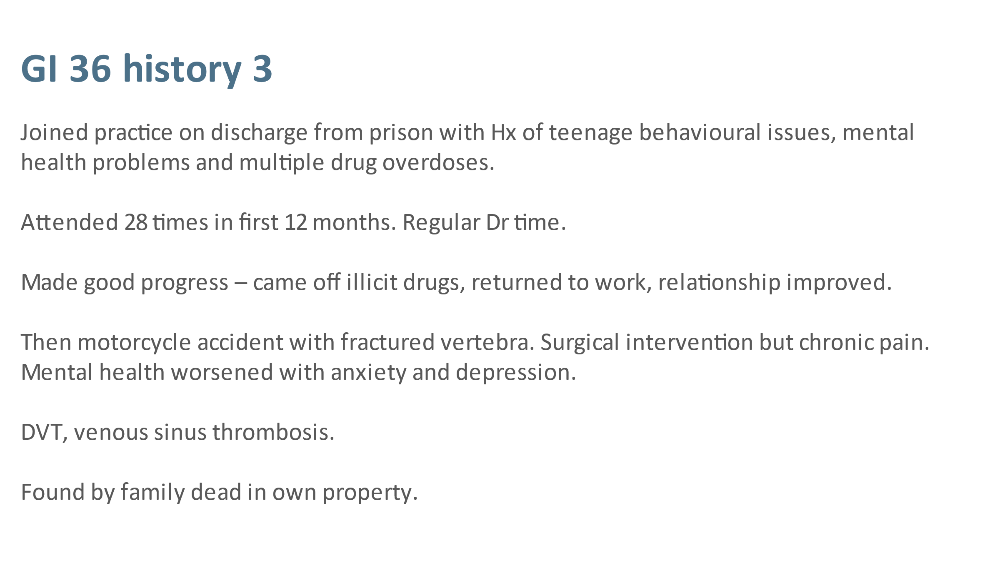 GI 36 history 3
Joined practice on discharge from prison with Hx of teenage behavioural issues, mental
health problems and multiple drug overdoses.
Attended 28 times in first 12 months. Regular Dr time.
Made good progress – came off illicit drugs, returned to work, relationship improved.
Then motorcycle accident with fractured vertebra. Surgical intervention but chronic pain.
Mental health worsened with anxiety and depression.
DVT, venous sinus thrombosis.
Found by family dead in own property.